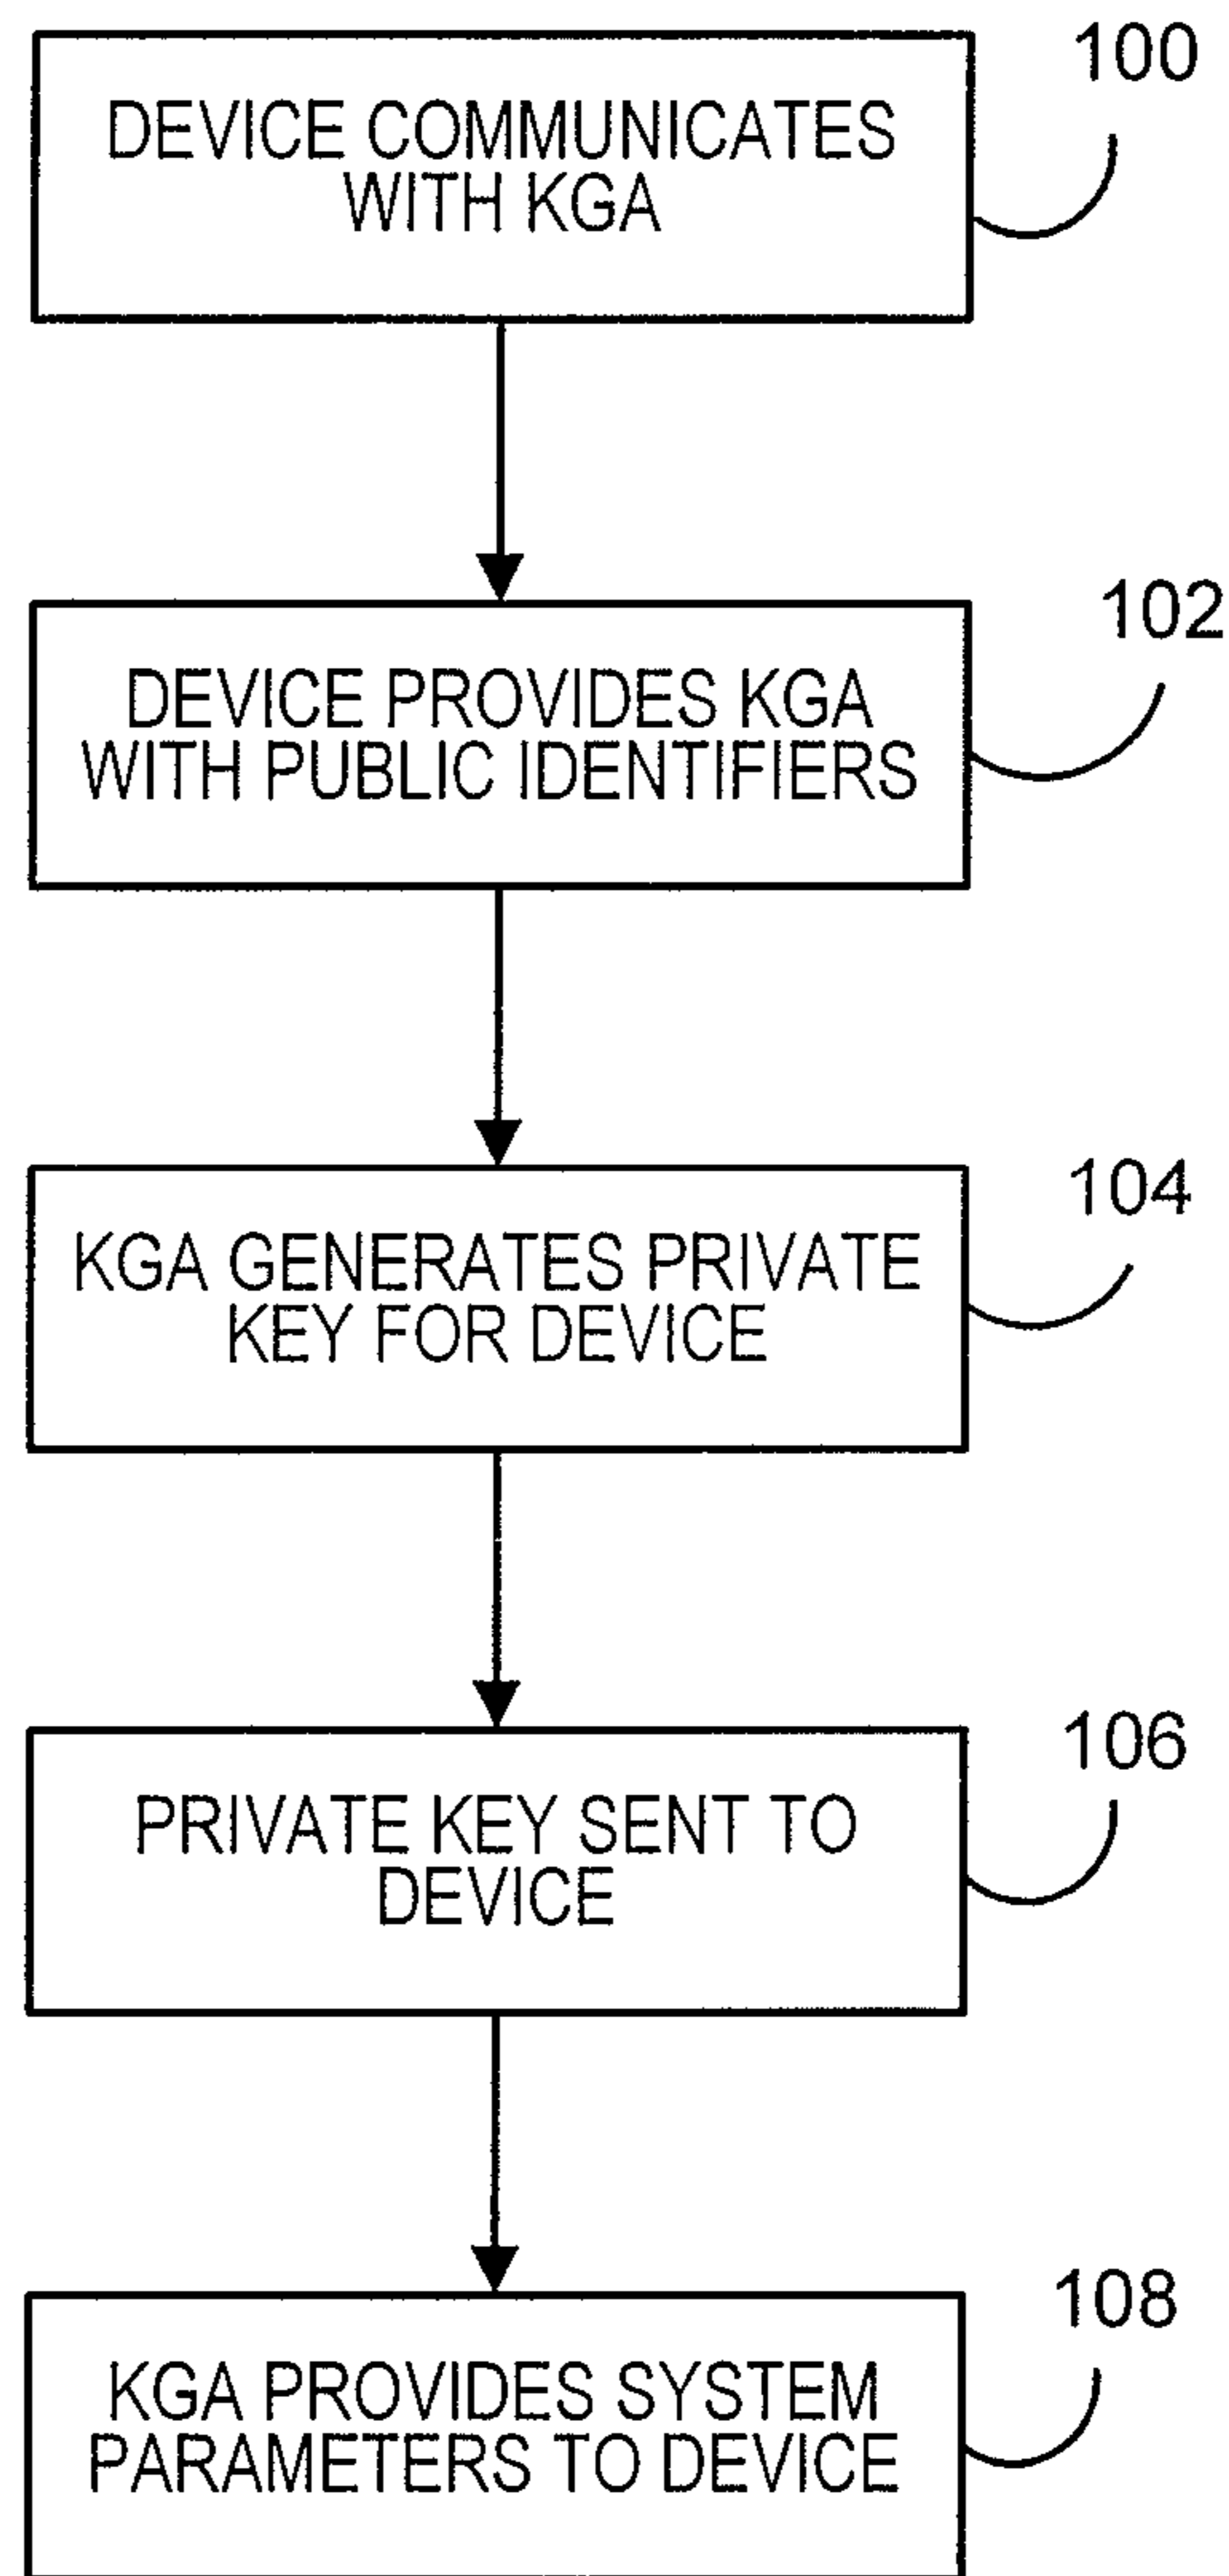 100
DEVICE COMMUNICATES
WITH KGA
102
DEVICE PROVIDES KGA
WITH PUBLIC IDENTIFIERS
104
KGA GENERATES PRIVATE
KEY FOR DEVICE
106
PRIVATE KEY SENT TO
DEVICE
108
KGA PROVIDES SYSTEM
PARAMETERS TO DEVICE